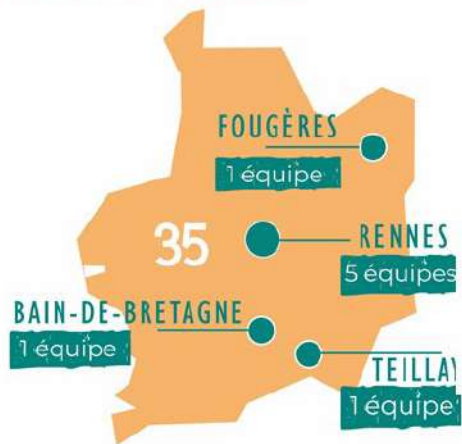 FOUGÈRES
1 équipe
35
RENNES
5 équipes
BAIN-DE-BRETAGNE
1 équipe
TEILLAY
1 équipe